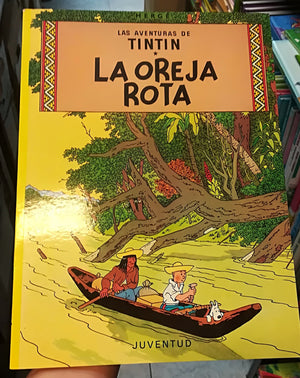 HERGÉ
LAS AVENTURAS DE
TINTIN
LA OREJA
ROTA
JUVENTUD